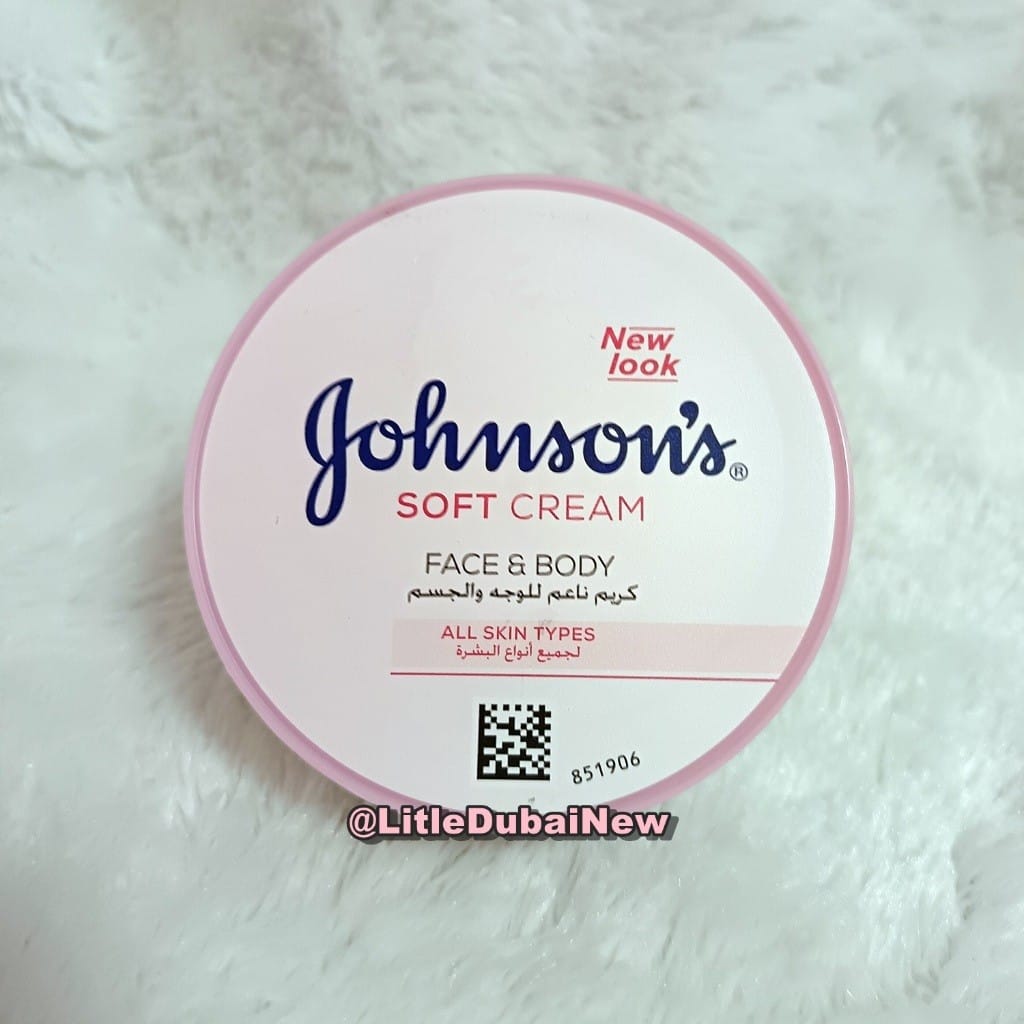 New
look
Johnson's®
SOFT CREAM
FACE & BODY
كريم ناعم للوجه والجسم
ALL SKIN TYPES
لجميع أنواع البشرة
851906
@LitleDubaiNew